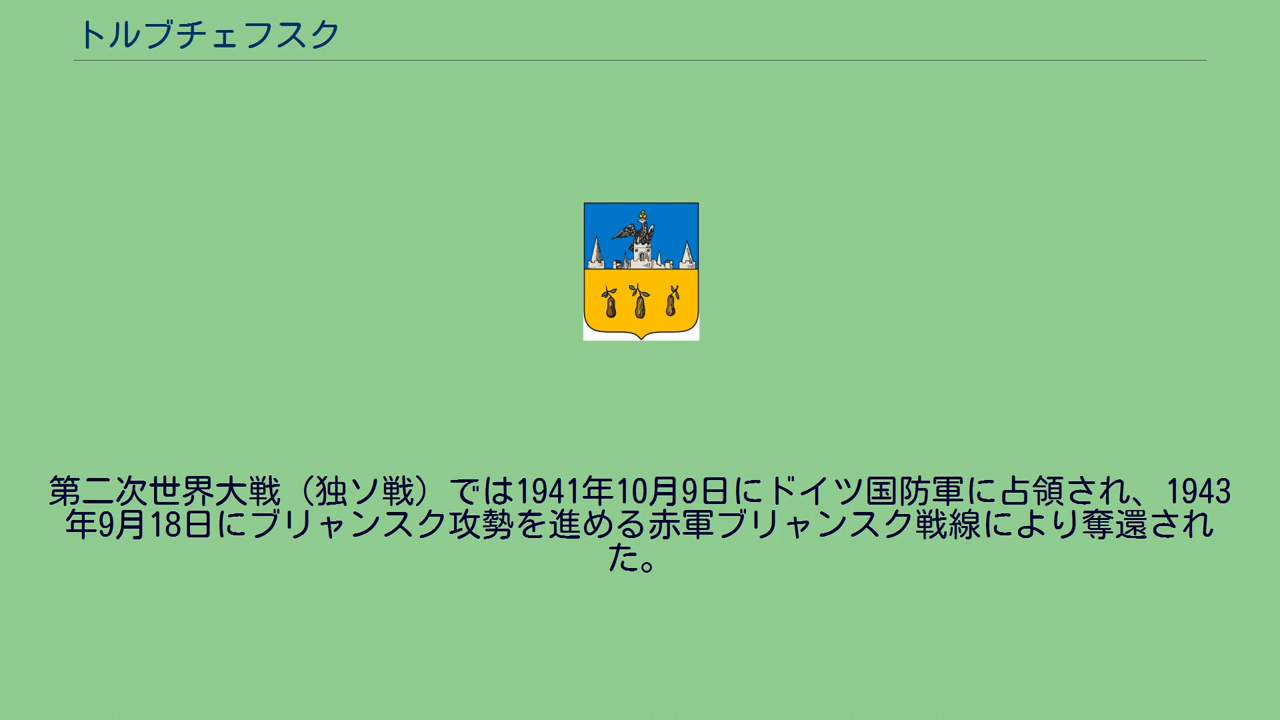 トルブチェフスク
第二次世界大戦（独ソ戦）では1941年10月9日にドイツ国防軍に占領され、1943
年9月18日にブリャンスク攻勢を進める赤軍ブリャンスク戦線により奪還され
た。